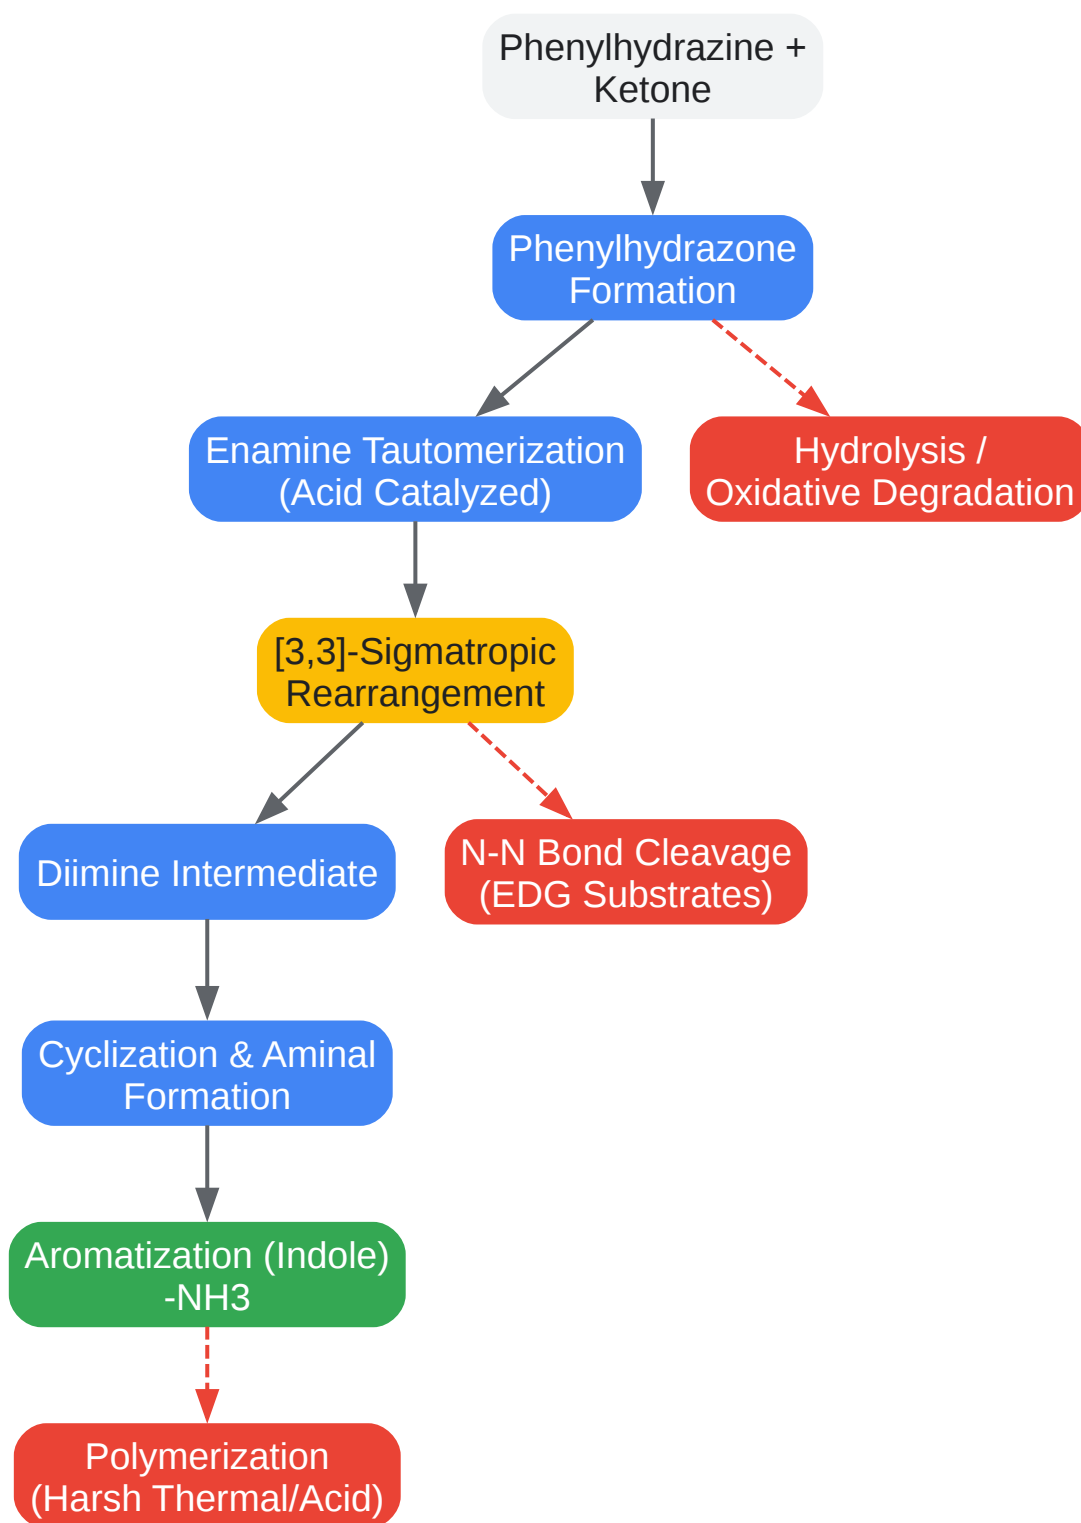 Phenylhydrazine +
Ketone
Phenylhydrazone
Formation
Enamine Tautomerization
(Acid Catalyzed)
Hydrolysis /
Oxidative Degradation
[3,3]-Sigmatropic
Rearrangement
Diimine Intermediate
N-N Bond Cleavage
(EDG Substrates)
Cyclization & Aminal
Formation
Aromatization (Indole)
-NH3
Polymerization
(Harsh Thermal/Acid)